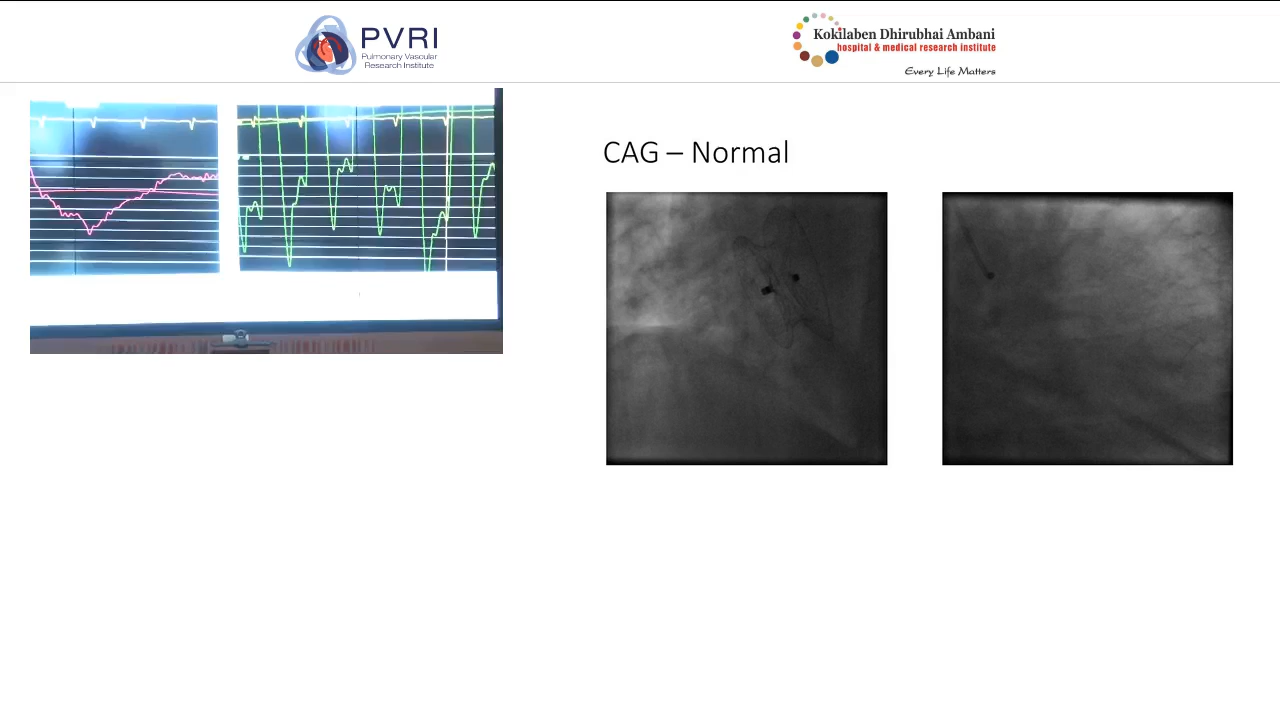 PVRI
Pulmonary Vascular
Research Institute
Kokilaben Dhirubhai Ambani
hospital & medical research institute
Every Life Matters
CAG – Normal